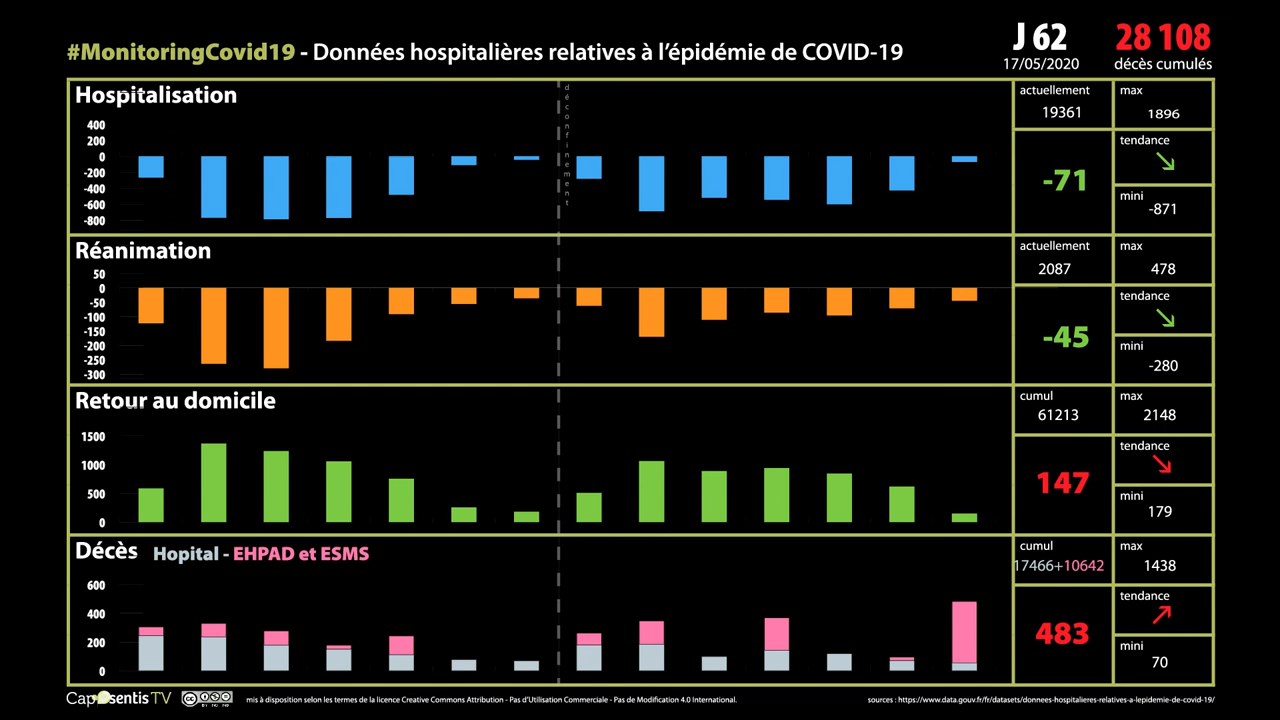 #MonitoringCovid19 - Données hospitalières relatives à l'épidémie de COVID-19
J 62
17/05/2020
28 108
décès cumulés
Hospitalisation
déconfinement
400
200
0
-200
-400
-600
-800
actuellement
19361
max
1896
-71
tendance
mini
-871
Réanimation
50
0
-50
-100
-150
-200
-250
-300
actuellement
2087
max
478
-45
tendance
mini
-280
Retour au domicile
1500
1000
500
0
cumul
61213
max
2148
147
tendance
mini
179
Décès Hopital - EHPAD et ESMS
600
400
200
0
cumul
17466+10642
max
1438
483
tendance
mini
70
Cap sentis TV
mis à disposition selon les termes de la licence Creative Commons Attribution - Pas d'Utilisation Commerciale - Pas de Modification 4.0 International.
sources : https://www.data.gouv.fr/fr/datasets/donnees-hospitalieres-relatives-a-lepidemie-de-covid-19/